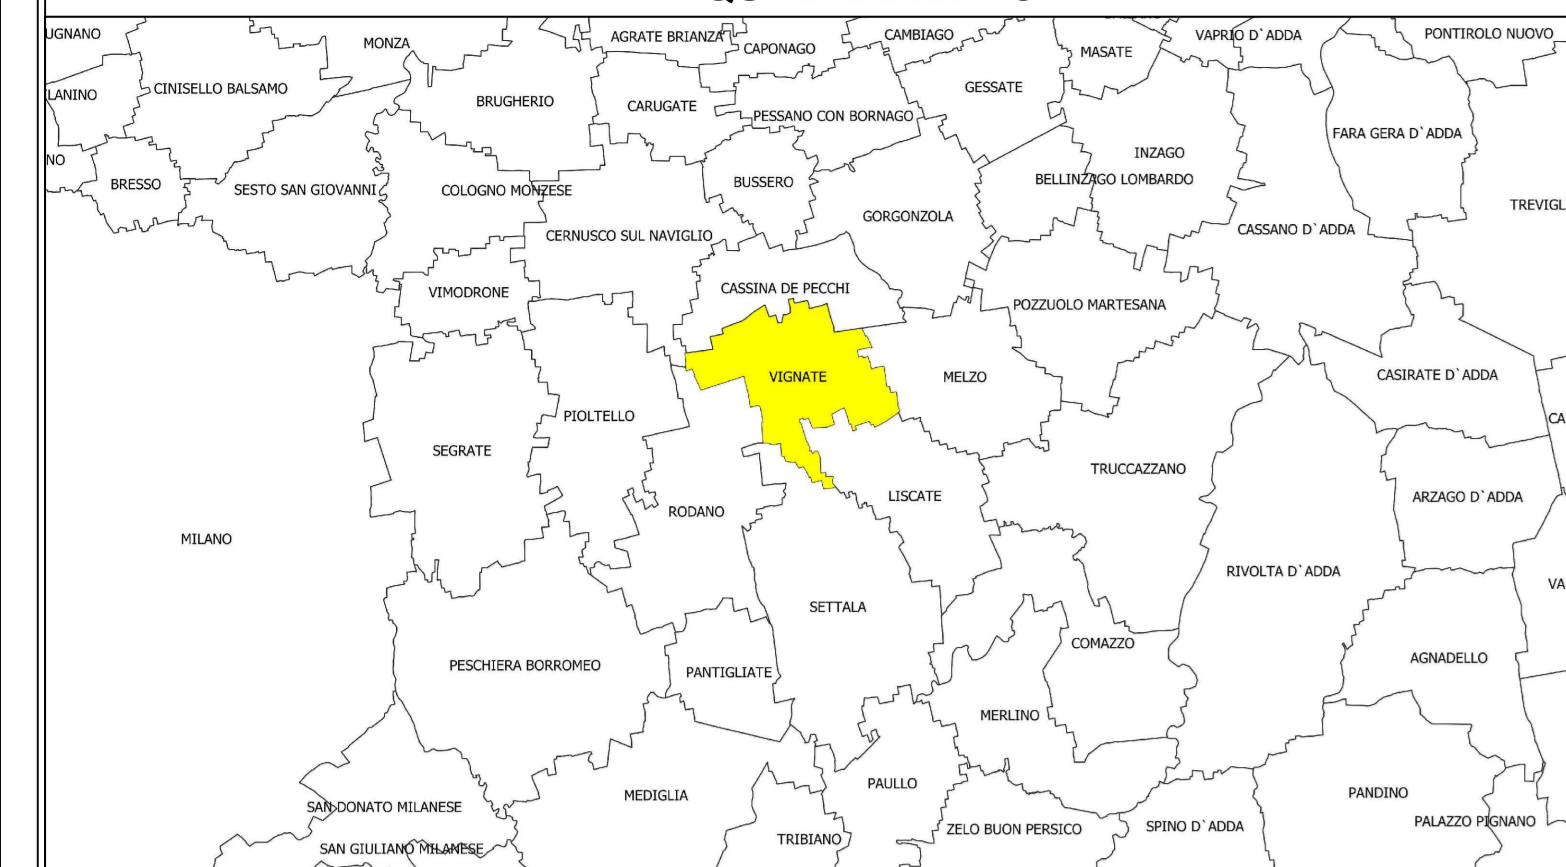 UGNANO
MONZA
AGRATE BRIANZA
CAPONAGO
CAMBIAGO
MASATE
VAPRIO D`ADDA
PONTIROLO NUOVO
LANINO
CINISELLO BALSAMO
BRUGHERIO
CARUGATE
PESSANO CON BORNAGO
GESSATE
FARA GERA D`ADDA
NO
BRESSO
SESTO SAN GIOVANNI
COLOGNO MONZESE
BUSSERO
INZAGO
BELLINZAGO LOMBARDO
TREVIGL
CERNUSCO SUL NAVIGLIO
GORGONZOLA
CASSANO D`ADDA
VIMODRONE
CASSINA DE PECCHI
POZZUOLO MARTESANA
VIGNATE
MELZO
CASIRATE D`ADDA
PIOLTELLO
CA
SEGRATE
TRUCCAZZANO
LISCATE
ARZAGO D`ADDA
RODANO
MILANO
RIVOLTA D`ADDA
VA
SETTALA
COMAZZO
AGNADELLO
PESCHIERA BORROMEO
PANTIGLIATE
MERLINO
PAULLO
MEDIGLIA
PANDINO
SAN DONATO MILANESE
PALAZZO PIGNANO
TRIBIANO
ZELO BUON PERSICO
SPINO D`ADDA
SAN GIULIANO MILANESE